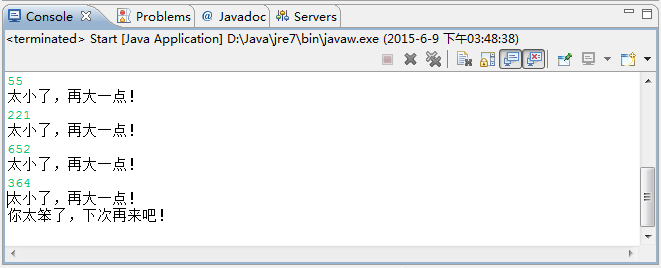 Console Problems @ Javadoc Servers
<terminated> Start [Java Application] D:\Java\jre7\bin\javaw.exe (2015-6-9 下午03:48:38)
55
太小了，再大一点！
221
太小了，再大一点！
652
太小了，再大一点！
364
太小了，再大一点！
你太笨了，下次再来吧！